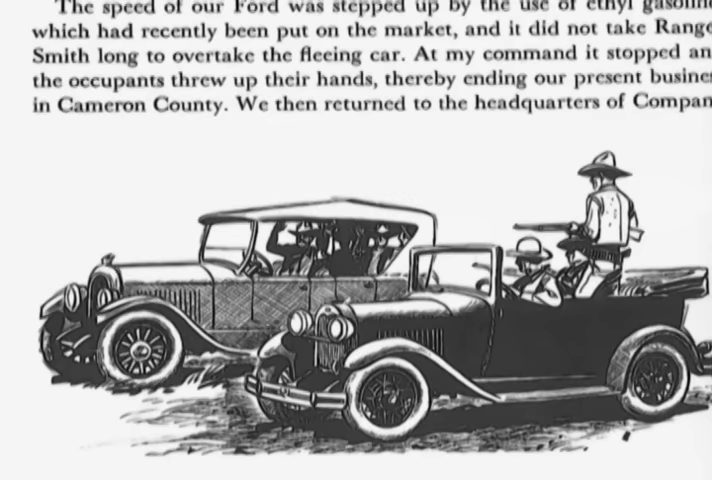 The speed of our Ford was stepped up by the use of ethyl gasoline
which had recently been put on the market, and it did not take Range
Smith long to overtake the fleeing car. At my command it stopped an
the occupants threw up their hands, thereby ending our present busines
in Cameron County. We then returned to the headquarters of Compan